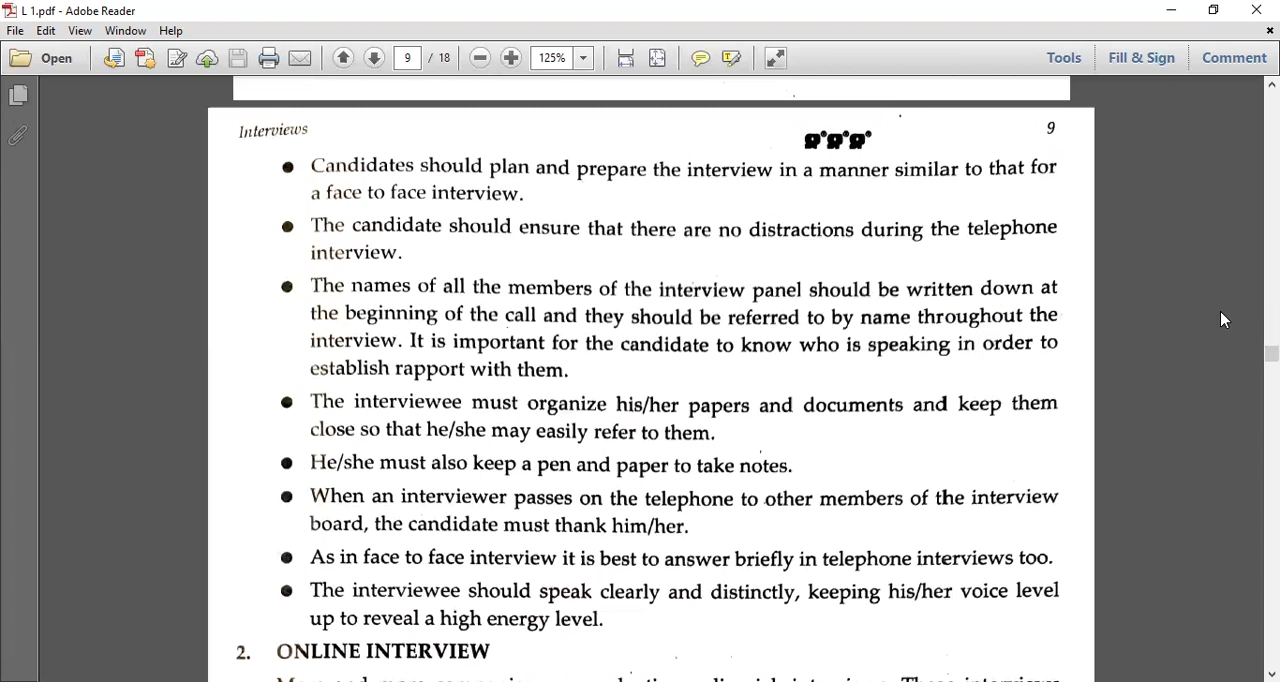 L 1.pdf - Adobe Reader
File Edit View Window Help
Open 9 / 18 125% Tools Fill & Sign Comment
Interviews 9
• Candidates should plan and prepare the interview in a manner similar to that for
a face to face interview.
• The candidate should ensure that there are no distractions during the telephone
interview.
• The names of all the members of the interview panel should be written down at
the beginning of the call and they should be referred to by name throughout the
interview. It is important for the candidate to know who is speaking in order to
establish rapport with them.
• The interviewee must organize his/her papers and documents and keep them
close so that he/she may easily refer to them.
• He/she must also keep a pen and paper to take notes.
• When an interviewer passes on the telephone to other members of the interview
board, the candidate must thank him/her.
• As in face to face interview it is best to answer briefly in telephone interviews too.
• The interviewee should speak clearly and distinctly, keeping his/her voice level
up to reveal a high energy level.
2. ONLINE INTERVIEW